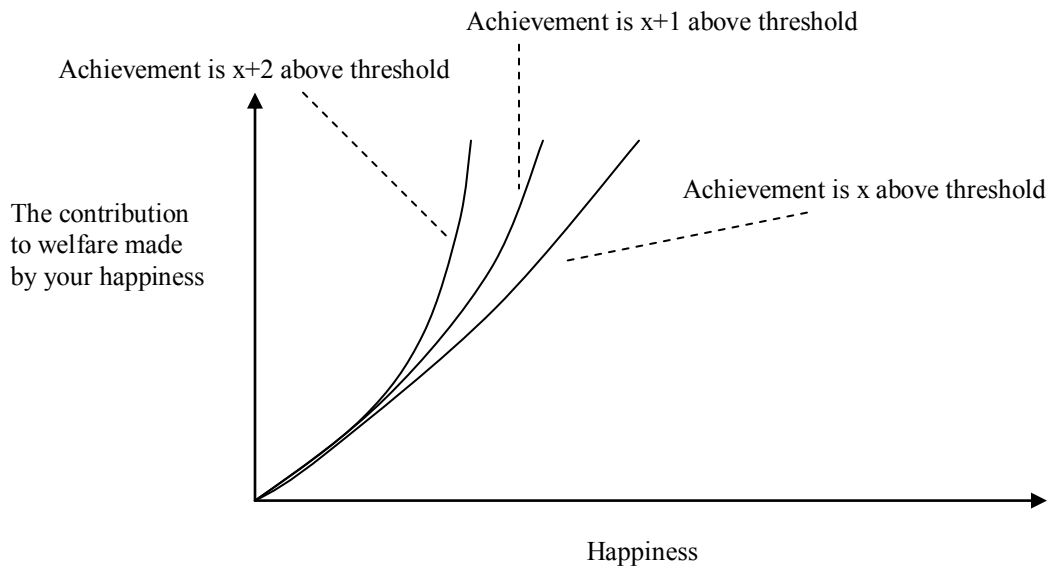 Achievement is x+1 above threshold
Achievement is x+2 above threshold
Achievement is x above threshold
The contribution
to welfare made
by your happiness
Happiness